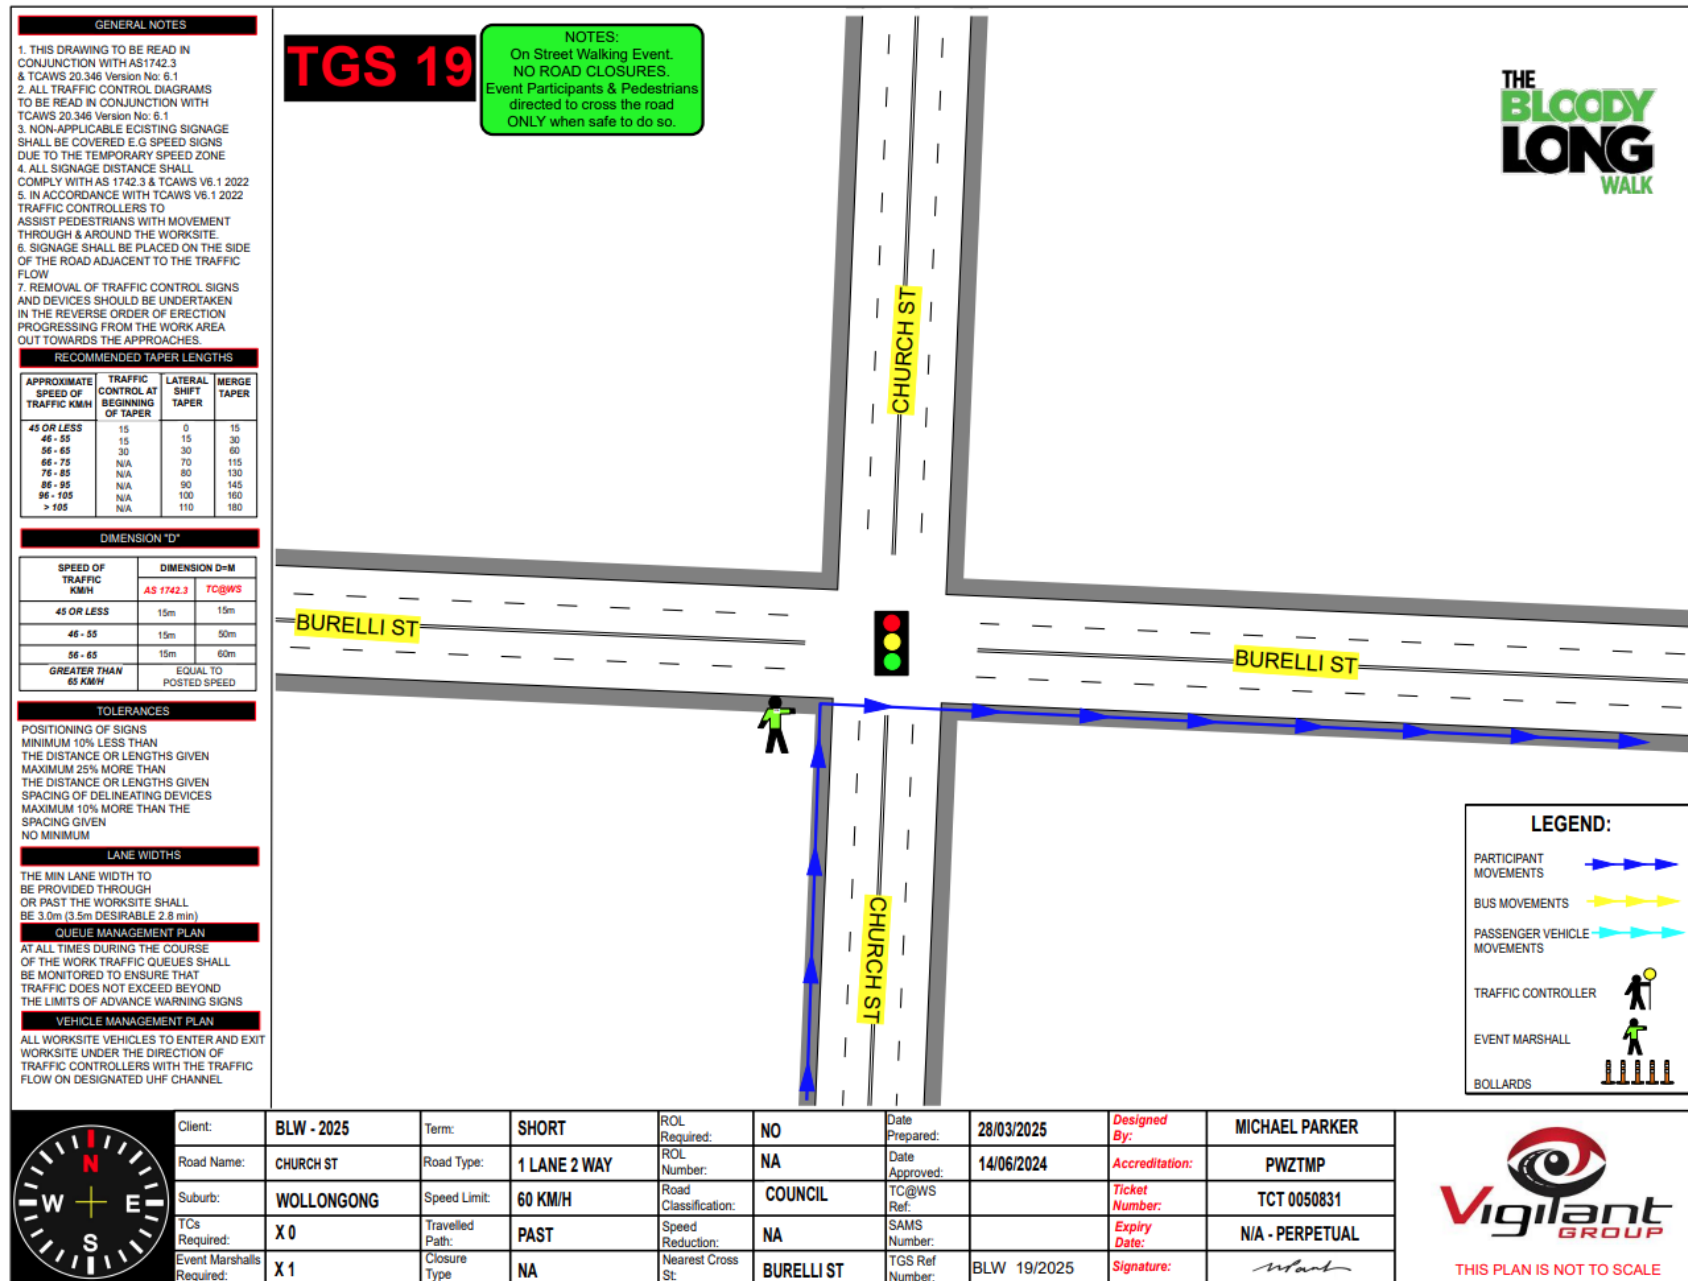 GENERAL NOTES
1. THIS DRAWING TO BE READ IN
CONJUNCTION WITH AS1742.3
& TCAWS 20.346 Version No: 6.1
2. ALL TRAFFIC CONTROL DIAGRAMS
TO BE READ IN CONJUNCTION WITH
TCAWS 20.346 Version No: 6.1
3. NON-APPLICABLE ECISTING SIGNAGE
SHALL BE COVERED E.G SPEED SIGNS
DUE TO THE TEMPORARY SPEED ZONE
4. ALL SIGNAGE DISTANCE SHALL
COMPLY WITH AS 1742.3 & TCAWS V6.1 2022
5. IN ACCORDANCE WITH TCAWS V6.1 2022
TRAFFIC CONTROLLERS TO
ASSIST PEDESTRIANS WITH MOVEMENT
THROUGH & AROUND THE WORKSITE.
6. SIGNAGE SHALL BE PLACED ON THE SIDE
OF THE ROAD ADJACENT TO THE TRAFFIC
FLOW
7. REMOVAL OF TRAFFIC CONTROL SIGNS
AND DEVICES SHOULD BE UNDERTAKEN
IN THE REVERSE ORDER OF ERECTION
PROGRESSING FROM THE WORK AREA
OUT TOWARDS THE APPROACHES.
RECOMMENDED TAPER LENGTHS
APPROXIMATE SPEED OF TRAFFIC KM/H TRAFFIC CONTROL AT BEGINNING OF TAPER LATERAL SHIFT TAPER MERGE TAPER
45 OR LESS 15 0 15
46 - 55 15 15 30
56 - 65 30 30 60
66 - 75 N/A 70 115
76 - 85 N/A 80 130
86 - 95 N/A 90 145
96 - 105 N/A 100 160
> 105 N/A 110 180
DIMENSION "D"
SPEED OF TRAFFIC KM/H DIMENSION D=M
AS 1742.3 TC@WS
45 OR LESS 15m 15m
46 - 55 15m 50m
56 - 65 15m 60m
GREATER THAN 65 KM/H EQUAL TO POSTED SPEED
TOLERANCES
POSITIONING OF SIGNS
MINIMUM 10% LESS THAN
THE DISTANCE OR LENGTHS GIVEN
MAXIMUM 25% MORE THAN
THE DISTANCE OR LENGTHS GIVEN
SPACING OF DELINEATING DEVICES
MAXIMUM 10% MORE THAN THE
SPACING GIVEN
NO MINIMUM
LANE WIDTHS
THE MIN LANE WIDTH TO
BE PROVIDED THROUGH
OR PAST THE WORKSITE SHALL
BE 3.0m (3.5m DESIRABLE 2.8 min)
QUEUE MANAGEMENT PLAN
AT ALL TIMES DURING THE COURSE
OF THE WORK TRAFFIC QUEUES SHALL
BE MONITORED TO ENSURE THAT
TRAFFIC DOES NOT EXCEED BEYOND
THE LIMITS OF ADVANCE WARNING SIGNS
VEHICLE MANAGEMENT PLAN
ALL WORKSITE VEHICLES TO ENTER AND EXIT
WORKSITE UNDER THE DIRECTION OF
TRAFFIC CONTROLLERS WITH THE TRAFFIC
FLOW ON DESIGNATED UHF CHANNEL
TGS 19
NOTES:
On Street Walking Event.
NO ROAD CLOSURES.
Event Participants & Pedestrians
directed to cross the road
ONLY when safe to do so.
THE
BLOODY
LONG
WALK
CHURCH ST
BURELLI ST
BURELLI ST
CHURCH ST
LEGEND:
PARTICIPANT
MOVEMENTS
BUS MOVEMENTS
PASSENGER VEHICLE
MOVEMENTS
TRAFFIC CONTROLLER
EVENT MARSHALL
BOLLARDS
N
W E
S
Client: BLW - 2025 Term: SHORT ROL Required: NO Date Prepared: 28/03/2025 Designed By: MICHAEL PARKER
Road Name: CHURCH ST Road Type: 1 LANE 2 WAY ROL Number: NA Date Approved: 14/06/2024 Accreditation: PWZTMP
Suburb: WOLLONGONG Speed Limit: 60 KM/H Road Classification: COUNCIL TC@WS Ref: Ticket Number: TCT 0050831
TCs Required: X 0 Travelled Path: PAST Speed Reduction: NA SAMS Number: Expiry Date: N/A - PERPETUAL
Event Marshalls Required: X 1 Closure Type NA Nearest Cross St: BURELLI ST TGS Ref Number: BLW 19/2025 Signature:
Vigilant
GROUP
THIS PLAN IS NOT TO SCALE